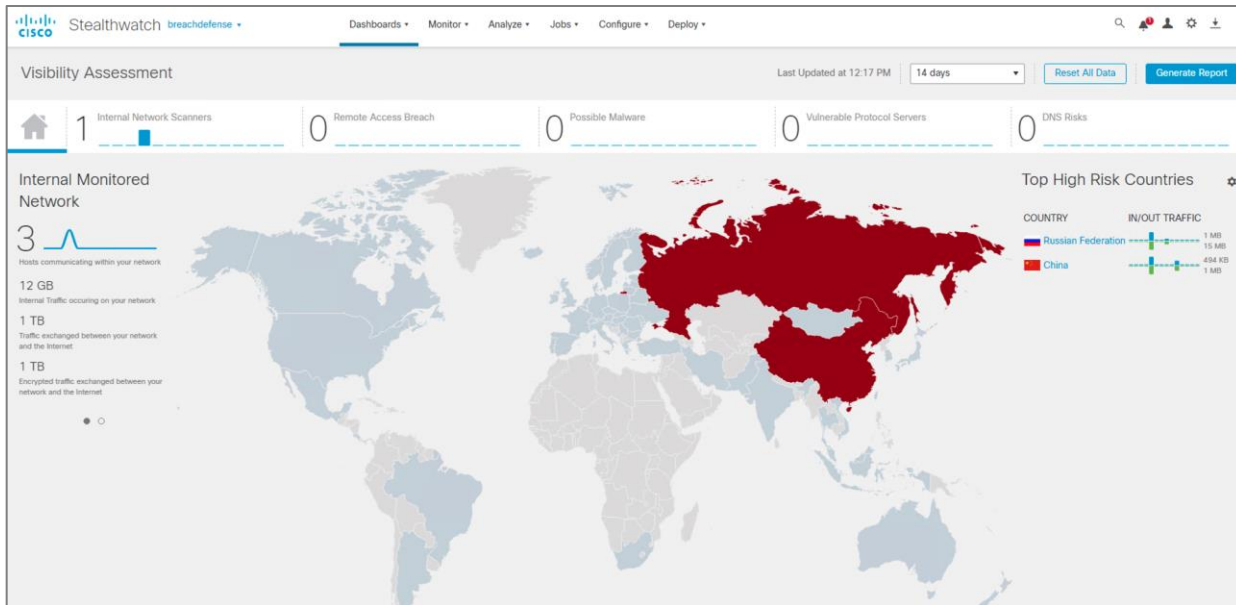 CISCO Stealthwatch breachdefense
Dashboards Monitor Analyze Jobs Configure Deploy
1
Visibility Assessment
Last Updated at 12:17 PM
14 days
Reset All Data
Generate Report
1 Internal Network Scanners
0 Remote Access Breach
0 Possible Malware
0 Vulnerable Protocol Servers
0 DNS Risks
Internal Monitored
Network
3
Hosts communicating within your network
12 GB
Internal Traffic occuring on your network
1 TB
Traffic exchanged between your network
and the Internet
1 TB
Encrypted traffic exchanged between your
network and the Internet
Top High Risk Countries
COUNTRY IN/OUT TRAFFIC
Russian Federation 1 MB
15 MB
China 494 KB
1 MB